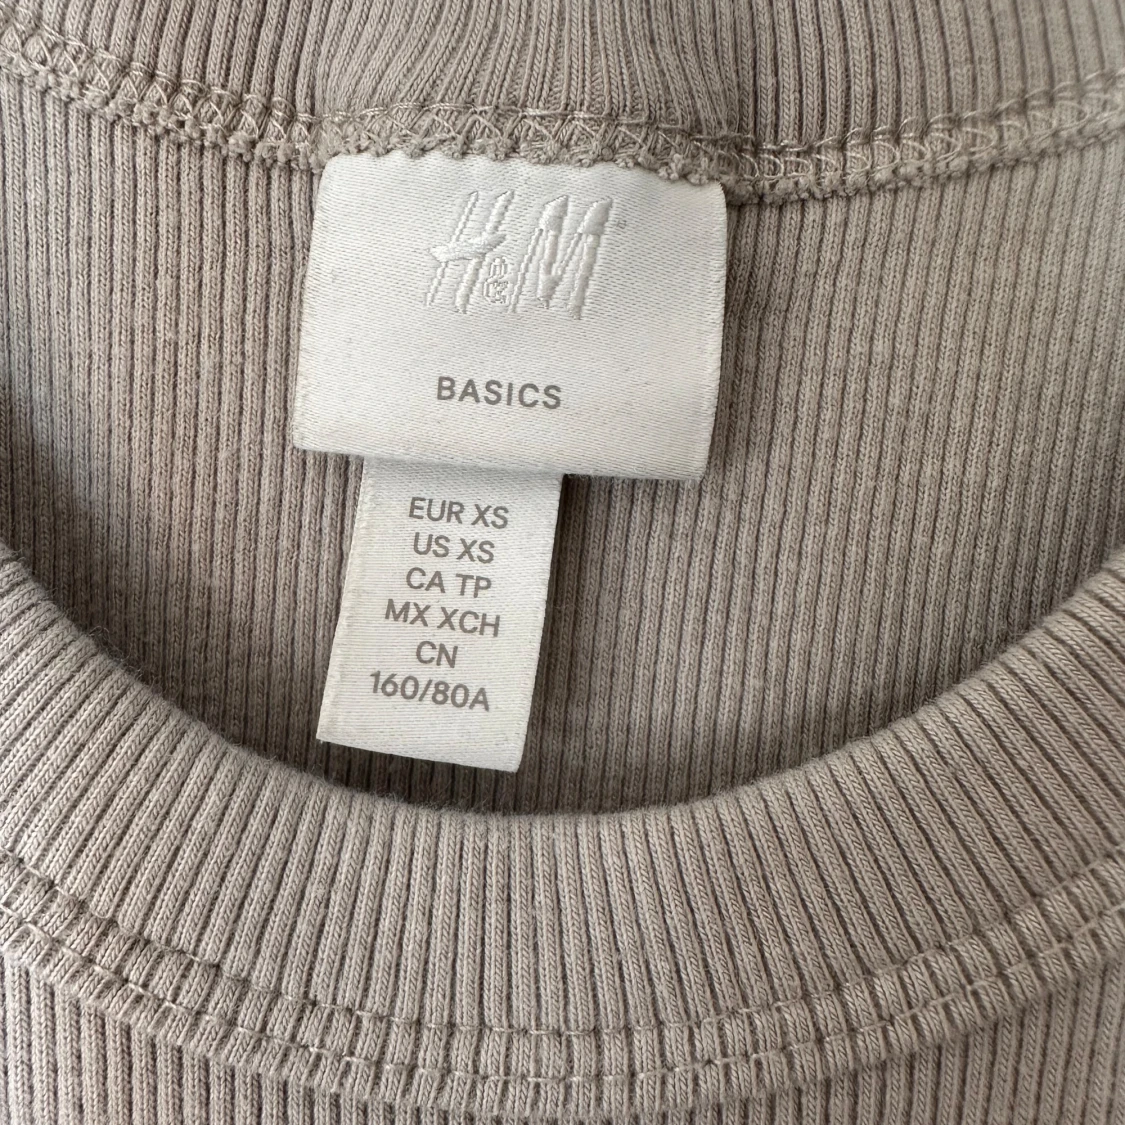 H&M
BASICS
EUR XS
US XS
CA TP
MX XCH
CN
160/80A